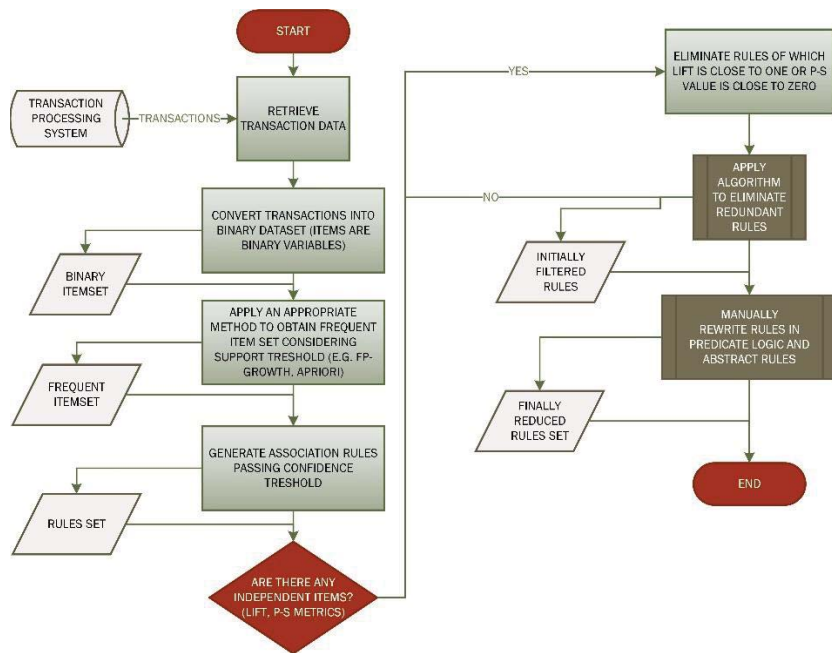 START
TRANSACTION
PROCESSING
SYSTEM
TRANSACTIONS
RETRIEVE
TRANSACTION DATA
CONVERT TRANSACTIONS INTO
BINARY DATASET (ITEMS ARE
BINARY VARIABLES)
BINARY
ITEMSET
APPLY AN APPROPRIATE
METHOD TO OBTAIN FREQUENT
ITEM SET CONSIDERING
SUPPORT TRESHOLD (E.G. FP-
GROWTH, APRIORI)
FREQUENT
ITEMSET
GENERATE ASSOCIATION RULES
PASSING CONFIDENCE
TRESHOLD
RULES SET
ARE THERE ANY
INDEPENDENT ITEMS?
(LIFT, P-S METRICS)
YES
NO
ELIMINATE RULES OF WHICH
LIFT IS CLOSE TO ONE OR P-S
VALUE IS CLOSE TO ZERO
APPLY
ALGORITHM
TO ELIMINATE
REDUNDANT
RULES
INITIALLY
FILTERED
RULES
MANUALLY
REWRITE RULES IN
PREDICATE LOGIC AND
ABSTRACT RULES
FINALLY
REDUCED
RULES SET
END